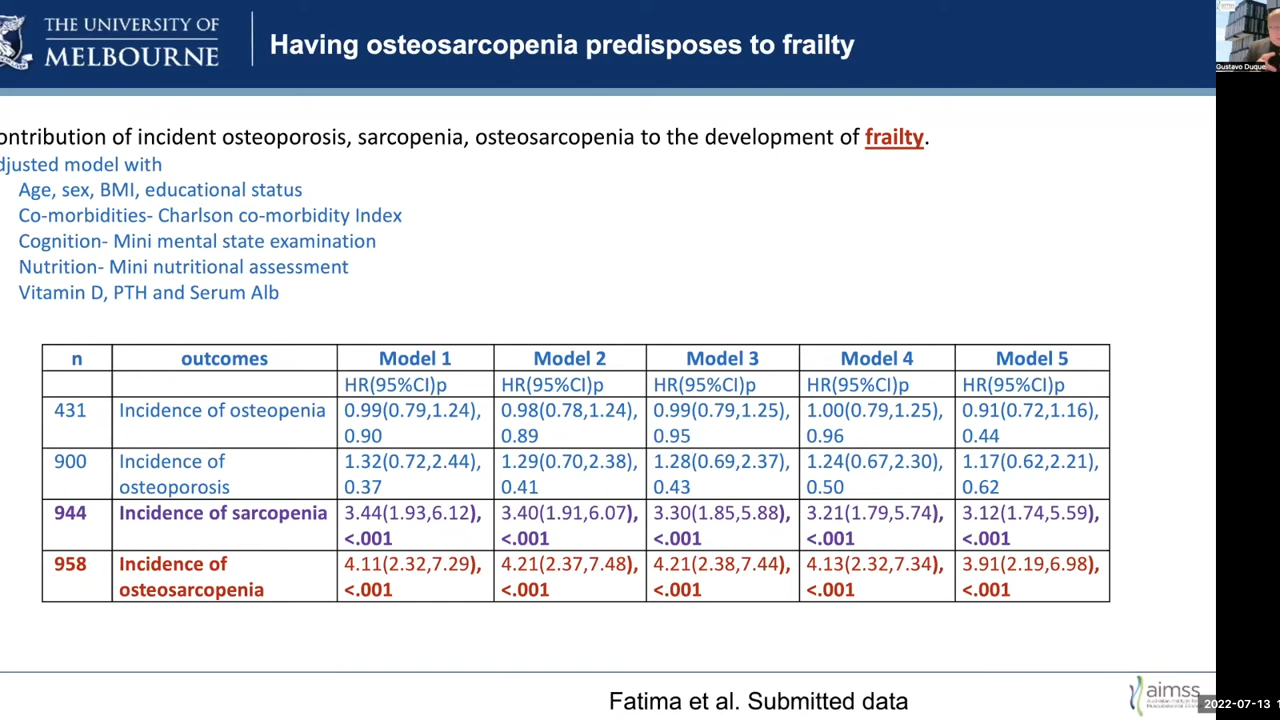 THE UNIVERSITY OF
MELBOURNE
Having osteosarcopenia predisposes to frailty
Gustavo Duque
ontribution of incident osteoporosis, sarcopenia, osteosarcopenia to the development of frailty.
djusted model with
Age, sex, BMI, educational status
Co-morbidities- Charlson co-morbidity Index
Cognition- Mini mental state examination
Nutrition- Mini nutritional assessment
Vitamin D, PTH and Serum Alb
n outcomes Model 1 Model 2 Model 3 Model 4 Model 5
HR(95%CI)p HR(95%CI)p HR(95%CI)p HR(95%CI)p HR(95%CI)p
431 Incidence of osteopenia 0.99(0.79,1.24), 0.98(0.78,1.24), 0.99(0.79,1.25), 1.00(0.79,1.25), 0.91(0.72,1.16),
0.90 0.89 0.95 0.96 0.44
900 Incidence of 1.32(0.72,2.44), 1.29(0.70,2.38), 1.28(0.69,2.37), 1.24(0.67,2.30), 1.17(0.62,2.21),
osteoporosis 0.37 0.41 0.43 0.50 0.62
944 Incidence of sarcopenia 3.44(1.93,6.12), 3.40(1.91,6.07), 3.30(1.85,5.88), 3.21(1.79,5.74), 3.12(1.74,5.59),
<.001 <.001 <.001 <.001 <.001
958 Incidence of 4.11(2.32,7.29), 4.21(2.37,7.48), 4.21(2.38,7.44), 4.13(2.32,7.34), 3.91(2.19,6.98),
osteosarcopenia <.001 <.001 <.001 <.001 <.001
Fatima et al. Submitted data
aimss
2022-07-13 1